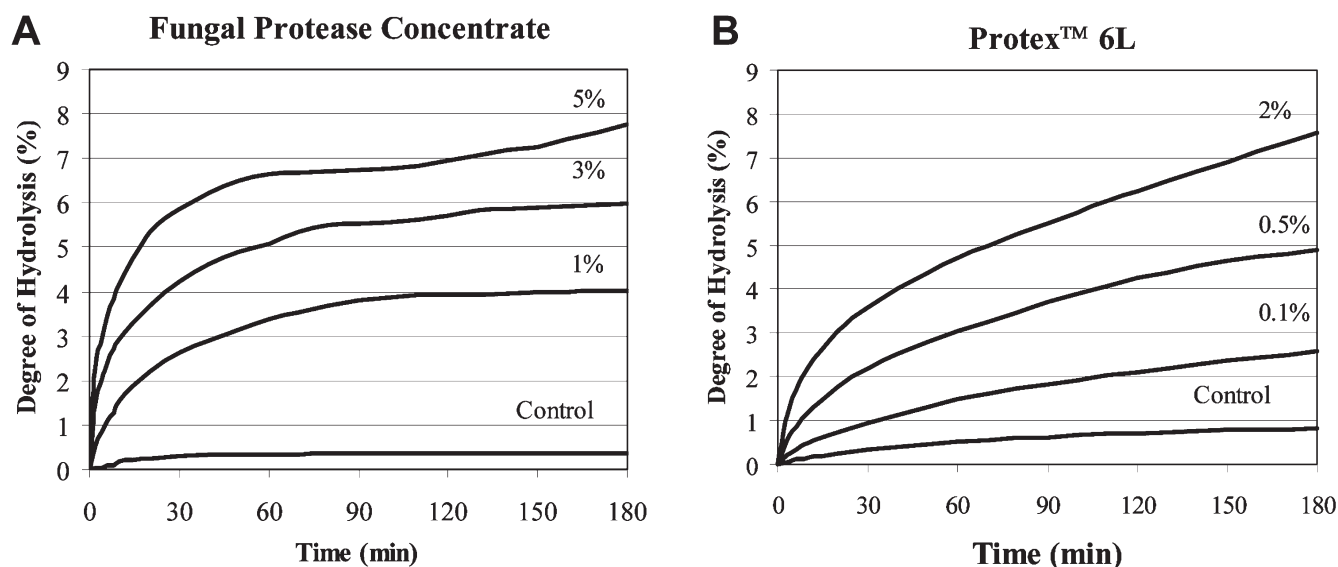 A
Fungal Protease Concentrate
Degree of Hydrolysis (%)
9
8
7
6
5
4
3
2
1
0
5%
3%
1%
Control
0 30 60 90 120 150 180
Time (min)
B
Protex™ 6L
Degree of Hydrolysis (%)
9
8
7
6
5
4
3
2
1
0
2%
0.5%
0.1%
Control
0 30 60 90 120 150 180
Time (min)